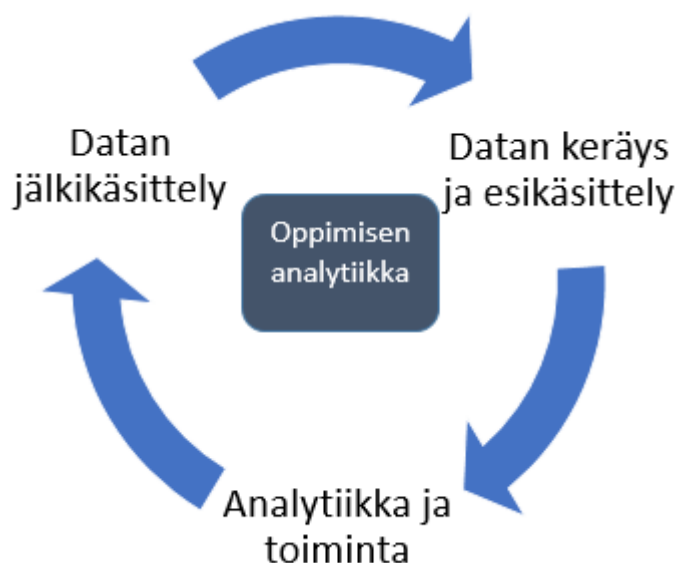 Datan
jälkikäsittely
Datan keräys
ja esikäsittely
Oppimisen
analytiikka
Analytiikka ja
toiminta